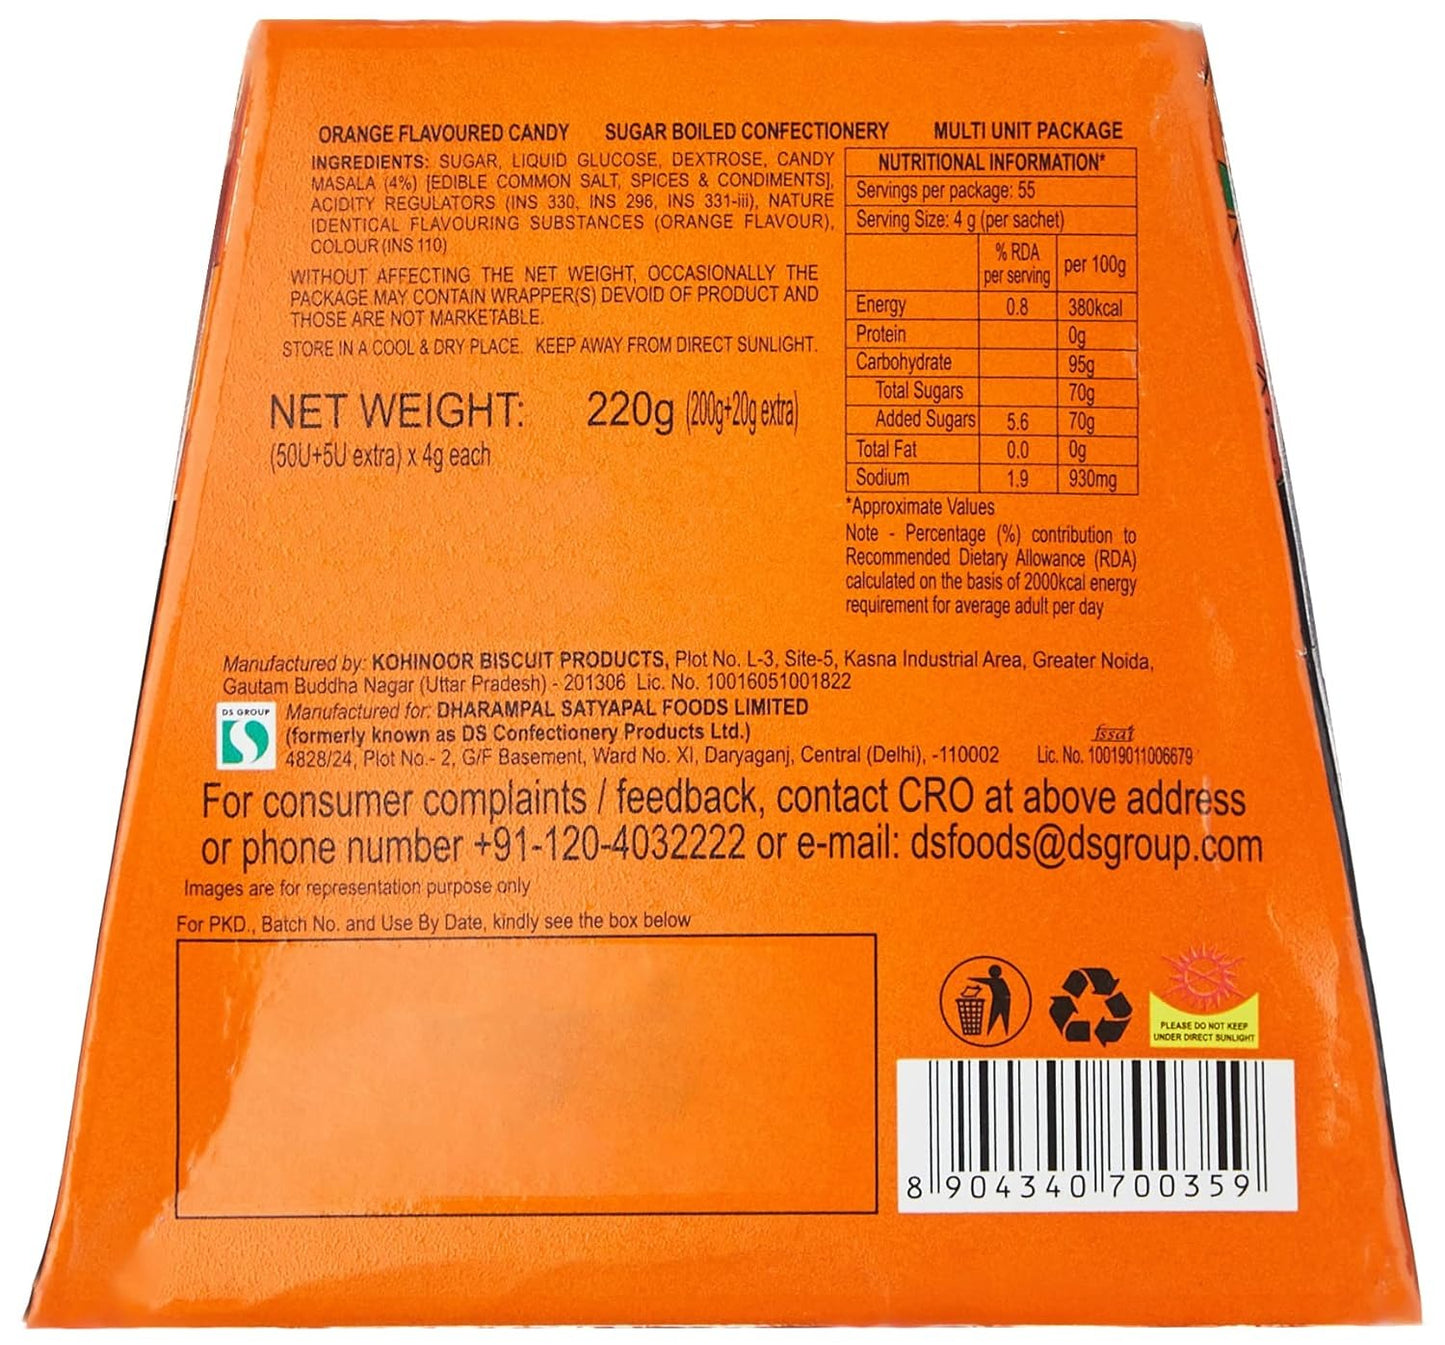 ORANGE FLAVOURED CANDY SUGAR BOILED CONFECTIONERY MULTI UNIT PACKAGE
INGREDIENTS: SUGAR, LIQUID GLUCOSE, DEXTROSE, CANDY
MASALA (4%) [EDIBLE COMMON SALT, SPICES & CONDIMENTS],
ACIDITY REGULATORS (INS 330, INS 296, INS 331-iii), NATURE
IDENTICAL FLAVOURING SUBSTANCES (ORANGE FLAVOUR),
COLOUR (INS 110)
WITHOUT AFFECTING THE NET WEIGHT, OCCASIONALLY THE
PACKAGE MAY CONTAIN WRAPPER(S) DEVOID OF PRODUCT AND
THOSE ARE NOT MARKETABLE.
STORE IN A COOL & DRY PLACE. KEEP AWAY FROM DIRECT SUNLIGHT.
NET WEIGHT: 220g (200g+20g extra)
(50U+5U extra) x 4g each
NUTRITIONAL INFORMATION*
Servings per package: 55
Serving Size: 4 g (per sachet)
% RDA per serving per 100g
Energy 0.8 380kcal
Protein 0g
Carbohydrate 95g
Total Sugars 70g
Added Sugars 5.6 70g
Total Fat 0.0 0g
Sodium 1.9 930mg
*Approximate Values
Note - Percentage (%) contribution to
Recommended Dietary Allowance (RDA)
calculated on the basis of 2000kcal energy
requirement for average adult per day
Manufactured by: KOHINOOR BISCUIT PRODUCTS, Plot No. L-3, Site-5, Kasna Industrial Area, Greater Noida,
Gautam Buddha Nagar (Uttar Pradesh) - 201306 Lic. No. 10016051001822
DS GROUP
Manufactured for: DHARAMPAL SATYAPAL FOODS LIMITED
(formerly known as DS Confectionery Products Ltd.)
4828/24, Plot No.- 2, G/F Basement, Ward No. XI, Daryaganj, Central (Delhi), -110002
fssai
Lic. No. 10019011006679
For consumer complaints / feedback, contact CRO at above address
or phone number +91-120-4032222 or e-mail: dsfoods@dsgroup.com
Images are for representation purpose only
For PKD., Batch No. and Use By Date, kindly see the box below
PLEASE DO NOT KEEP
UNDER DIRECT SUNLIGHT
8 904340 700359